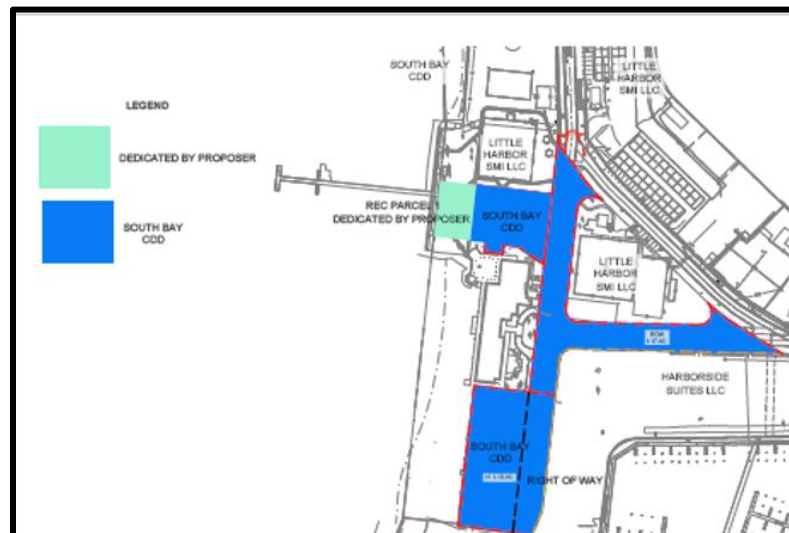 SOUTH BAY
CDD
LITTLE
HARBOR
SMI LLC
LEGEND
DEDICATED BY PROPOSER
LITTLE
HARBOR
SMI LLC
REC PARCEL 1
DEDICATED BY PROPOSER
SOUTH BAY
CDD
SOUTH BAY
CDD
LITTLE
HARBOR
SMI LLC
ROW
HARBORSIDE
SUITES LLC
SOUTH BAY
CDD
RIGHT OF WAY